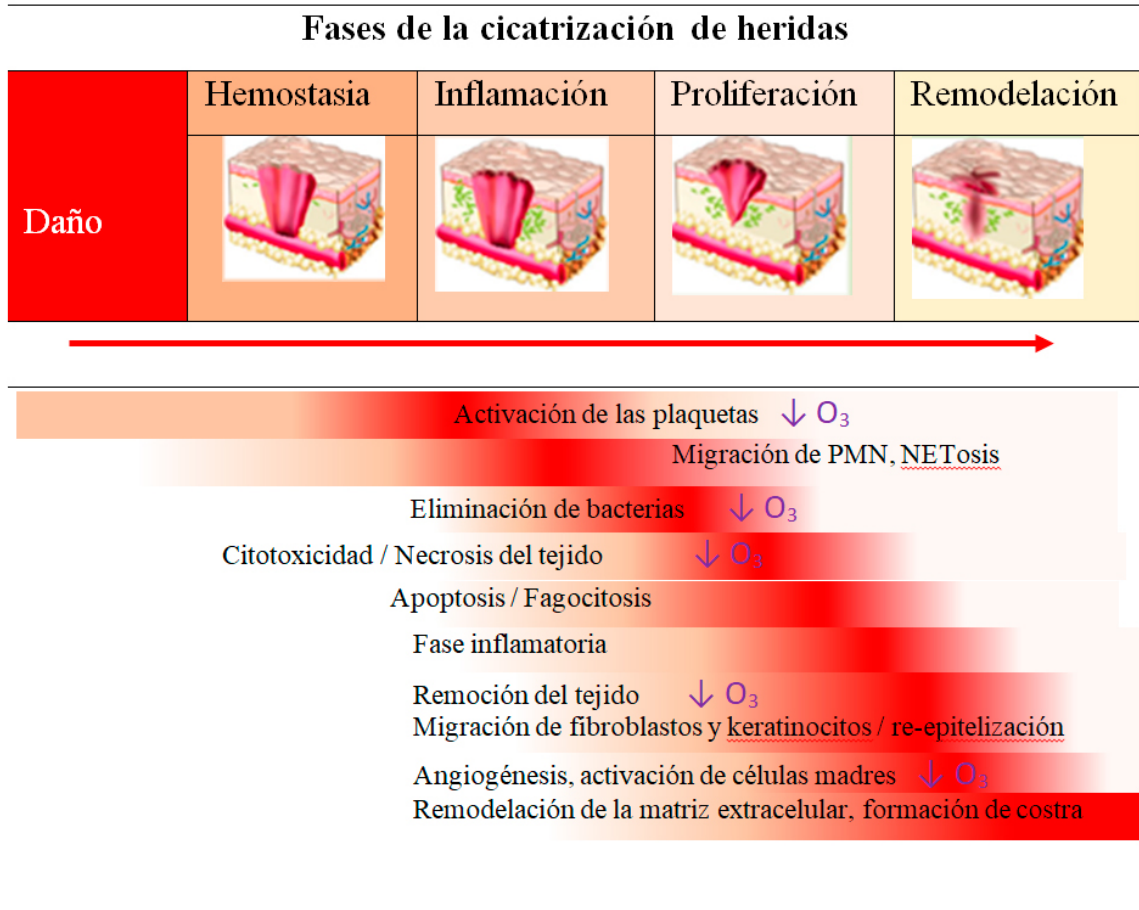 Fases de la cicatrización de heridas
Hemostasia Inflamación Proliferación Remodelación
Daño
Activación de las plaquetas ↓ O₃
Migración de PMN, NETosis
Eliminación de bacterias ↓ O₃
Citotoxicidad / Necrosis del tejido ↓ O₃
Apoptosis / Fagocitosis
Fase inflamatoria
Remoción del tejido ↓ O₃
Migración de fibroblastos y keratinocitos / re-epitelización
Angiogénesis, activación de células madres ↓ O₃
Remodelación de la matriz extracelular, formación de costra